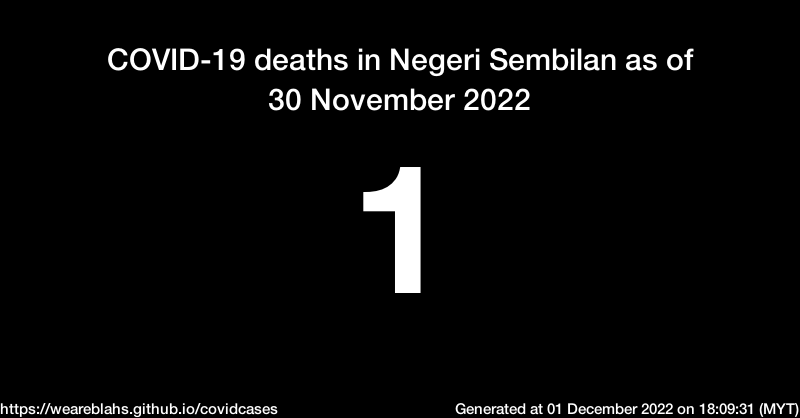 COVID-19 deaths in Negeri Sembilan as of
30 November 2022
1
https://weareblahs.github.io/covidcases
Generated at 01 December 2022 on 18:09:31 (MYT)